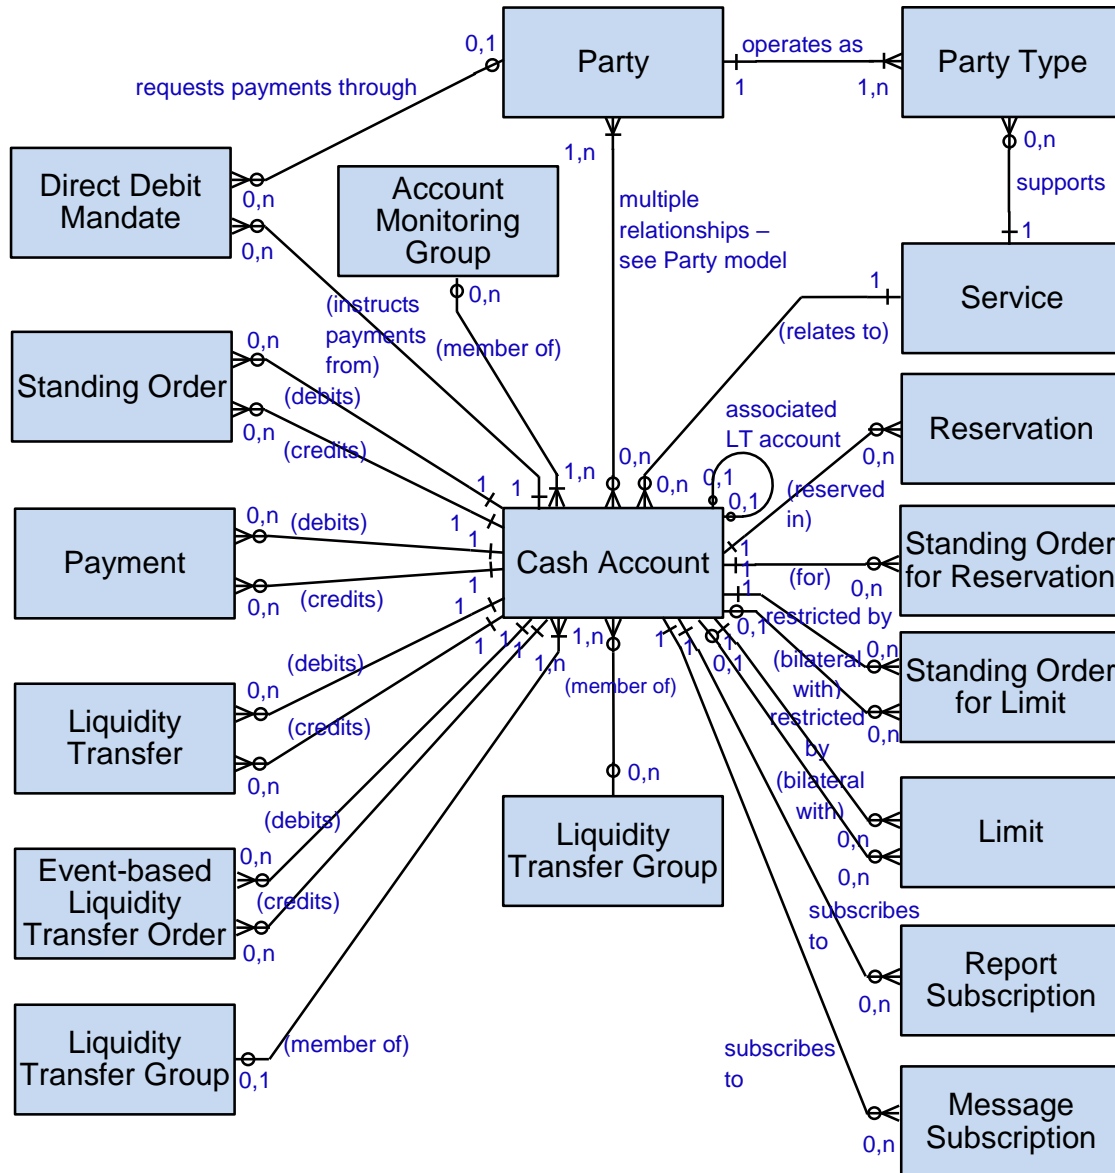 0,1
Party
operates as
1
1,n
Party Type
requests payments through
Direct Debit
Mandate
0,n
0,n
Account
Monitoring
Group
0,n
1,n
multiple
relationships –
see Party model
0,n
supports
1
Service
1
(relates to)
(instructs
payments
from)
(member of)
Standing Order
0,n
(debits)
0,n
(credits)
associated
LT account
0,1
0,1
Reservation
0,n
(reserved
in)
1
1
1
1,n
0,n
0,n
Payment
0,n
(debits)
0,n
(credits)
1
1
1
Cash Account
1
1
(for)
0,n
Standing Order
for Reservation
1
restricted by
0,n
0,1
(bilateral
with)
0,n
Standing Order
for Limit
Liquidity
Transfer
0,n
(debits)
0,n
(credits)
1
1
1
1
1,n
1,n
0,n
(member of)
0,n
Liquidity
Transfer Group
1
1
0,1
1
restricted
by
(bilateral
with)
0,n
0,n
Limit
Event-based
Liquidity
Transfer Order
0,n
(debits)
0,n
(credits)
subscribes
to
0,n
Report
Subscription
Liquidity
Transfer Group
0,1
(member of)
subscribes
to
0,n
Message
Subscription